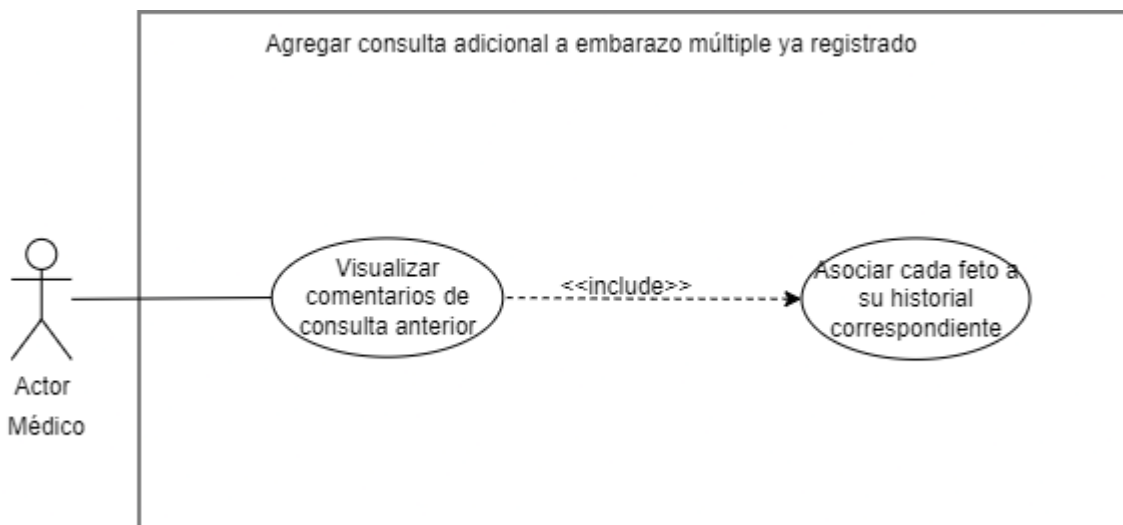 Agregar consulta adicional a embarazo múltiple ya registrado
Visualizar
comentarios de
consulta anterior
<<include>>
Asociar cada feto a
su historial
correspondiente
Actor
Médico